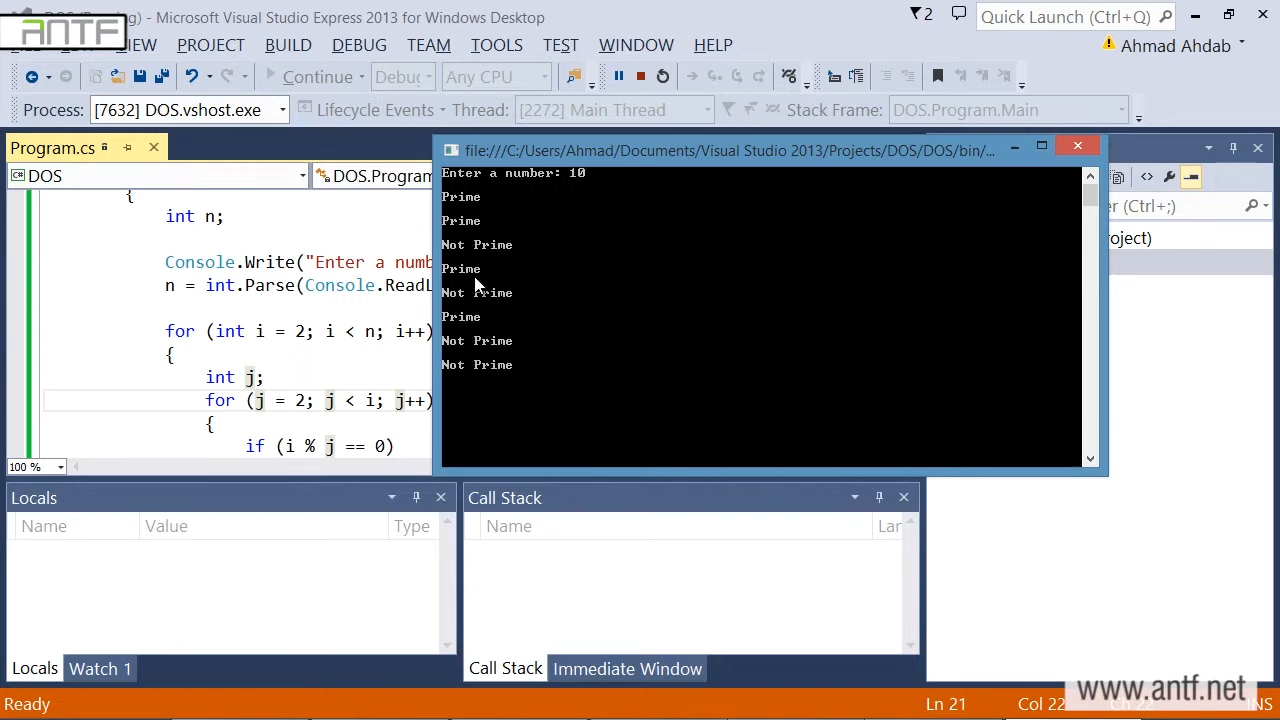 ANTF
- Microsoft Visual Studio Express 2013 for Windows Desktop
2
Quick Launch (Ctrl+Q)
VIEW PROJECT BUILD DEBUG TEAM TOOLS TEST WINDOW HELP
Ahmad Ahdab
Continue Debug Any CPU
Process: [7632] DOS.vshost.exe Lifecycle Events Thread: [2272] Main Thread Stack Frame: DOS.Program.Main
Program.cs
DOS
DOS.Program
{
int n;
Console.Write("Enter a numb
n = int.Parse(Console.ReadL
for (int i = 2; i < n; i++)
{
int j;
for (j = 2; j < i; j++)
{
if (i % j == 0)
100 %
file:///C:/Users/Ahmad/Documents/Visual Studio 2013/Projects/DOS/DOS/bin/...
Enter a number: 10
Prime
Prime
Not Prime
Prime
Not Prime
Prime
Not Prime
Not Prime
er (Ctrl+;)
oject)
Locals
Name Value Type
Locals Watch 1
Call Stack
Name Lar
Call Stack Immediate Window
Ready
Ln 21 Col 22 Ch 22 INS
www.antf.net